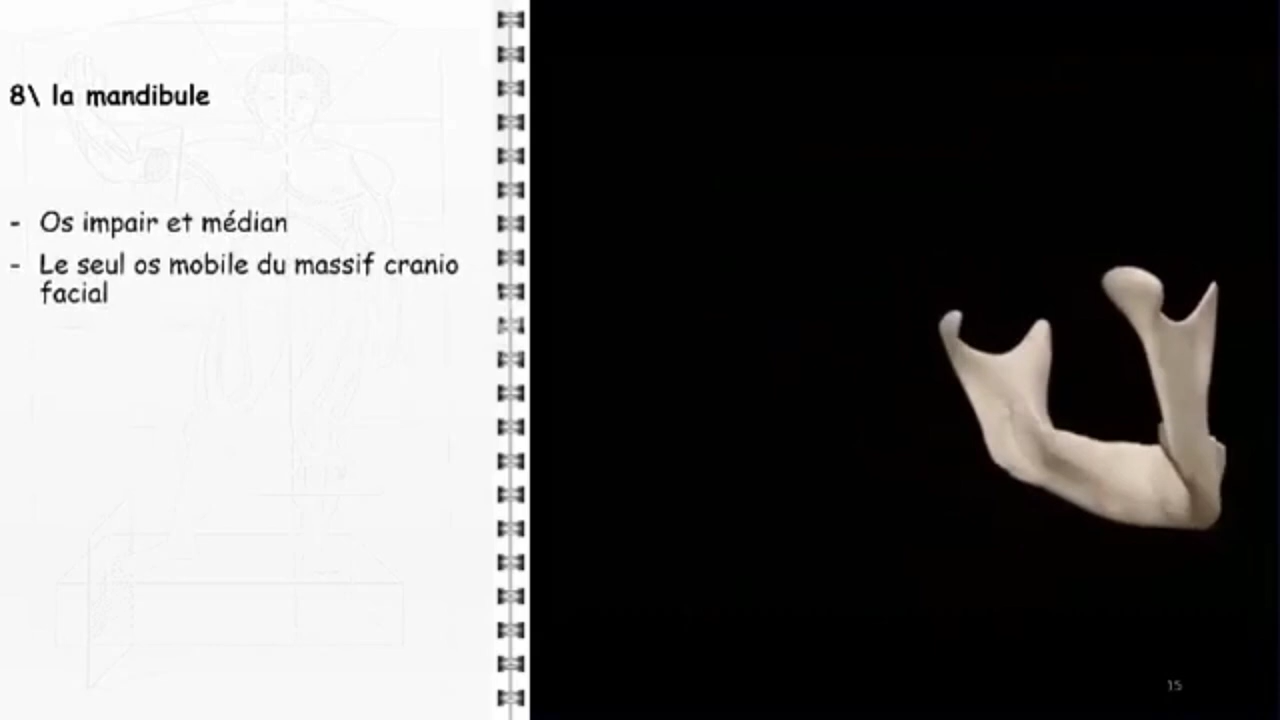 8\ la mandibule
- Os impair et médian
- Le seul os mobile du massif cranio
facial
15